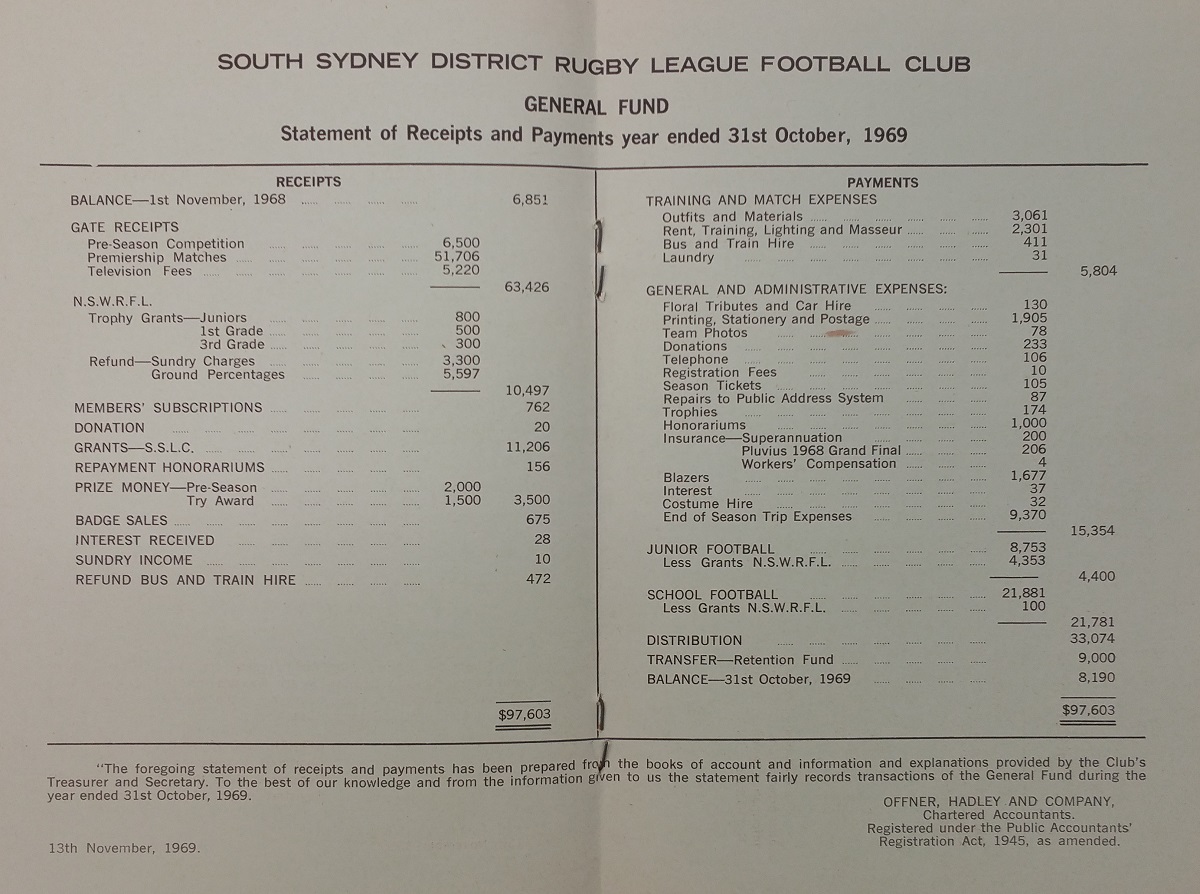 SOUTH SYDNEY DISTRICT RUGBY LEAGUE FOOTBALL CLUB
GENERAL FUND
Statement of Receipts and Payments year ended 31st October, 1969
RECEIPTS
BALANCE—1st November, 1968 6,851
GATE RECEIPTS
Pre-Season Competition 6,500
Premiership Matches 51,706
Television Fees 5,220
63,426
N.S.W.R.F.L.
Trophy Grants—Juniors 800
1st Grade 500
3rd Grade 300
Refund—Sundry Charges 3,300
Ground Percentages 5,597
10,497
MEMBERS' SUBSCRIPTIONS 762
DONATION 20
GRANTS—S.S.L.C. 11,206
REPAYMENT HONORARIUMS 156
PRIZE MONEY—Pre-Season 2,000
Try Award 1,500 3,500
BADGE SALES 675
INTEREST RECEIVED 28
SUNDRY INCOME 10
REFUND BUS AND TRAIN HIRE 472
$97,603
PAYMENTS
TRAINING AND MATCH EXPENSES
Outfits and Materials 3,061
Rent, Training, Lighting and Masseur 2,301
Bus and Train Hire 411
Laundry 31
5,804
GENERAL AND ADMINISTRATIVE EXPENSES:
Floral Tributes and Car Hire 130
Printing, Stationery and Postage 1,905
Team Photos 78
Donations 233
Telephone 106
Registration Fees 10
Season Tickets 105
Repairs to Public Address System 87
Trophies 174
Honorariums 1,000
Insurance—Superannuation 200
Pluvius 1968 Grand Final 206
Workers' Compensation 4
Blazers 1,677
Interest 37
Costume Hire 32
End of Season Trip Expenses 9,370
15,354
JUNIOR FOOTBALL 8,753
Less Grants N.S.W.R.F.L. 4,353
4,400
SCHOOL FOOTBALL 21,881
Less Grants N.S.W.R.F.L. 100
21,781
DISTRIBUTION 33,074
TRANSFER—Retention Fund 9,000
BALANCE—31st October, 1969 8,190
$97,603
"The foregoing statement of receipts and payments has been prepared from the books of account and information and explanations provided by the Club's
Treasurer and Secretary. To the best of our knowledge and from the information given to us the statement fairly records transactions of the General Fund during the
year ended 31st October, 1969.
OFFNER, HADLEY AND COMPANY,
Chartered Accountants.
Registered under the Public Accountants'
Registration Act, 1945, as amended.
13th November, 1969.